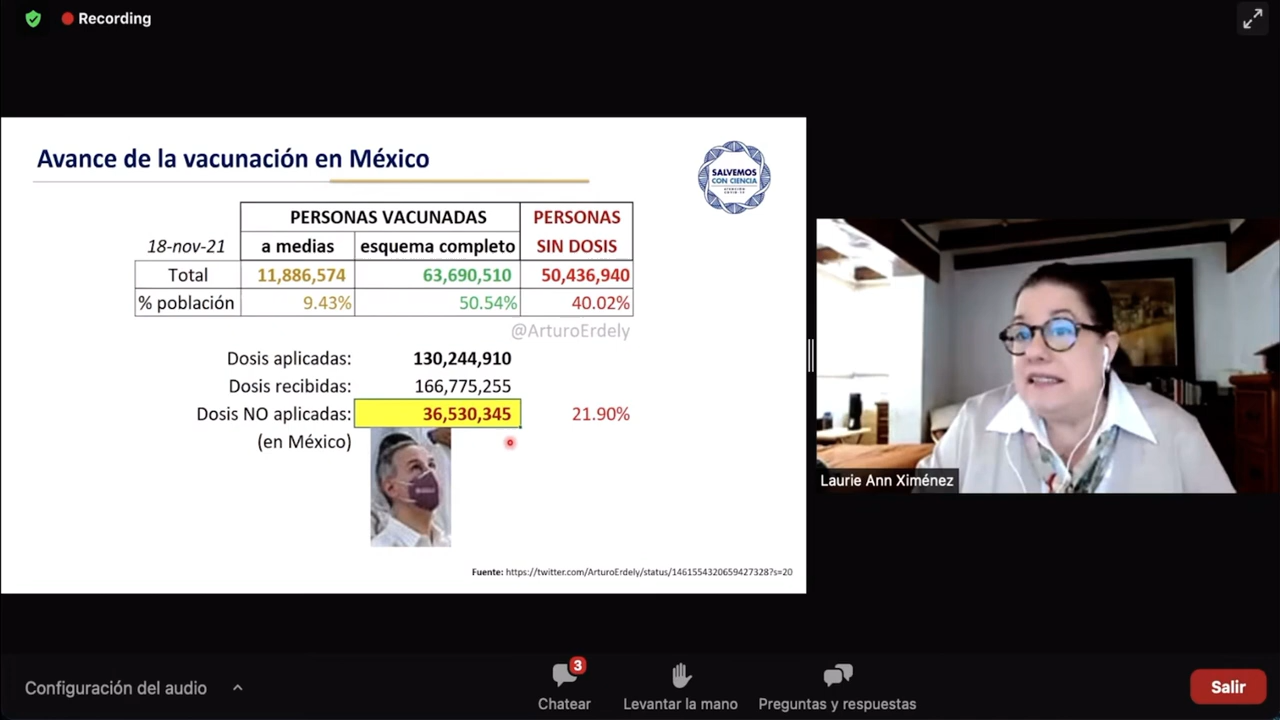 Recording
Avance de la vacunación en México
SALVEMOS
CON CIENCIA
PERSONAS VACUNADAS PERSONAS
18-nov-21 a medias esquema completo SIN DOSIS
Total 11,886,574 63,690,510 50,436,940
% población 9.43% 50.54% 40.02%
@ArturoErdely
Dosis aplicadas: 130,244,910
Dosis recibidas: 166,775,255
Dosis NO aplicadas: 36,530,345 21.90%
(en México)
Fuente: https://twitter.com/ArturoErdely/status/1461554320659427328?s=20
Laurie Ann Ximénez
Configuración del audio
3
Chatear
Levantar la mano
Preguntas y respuestas
Salir